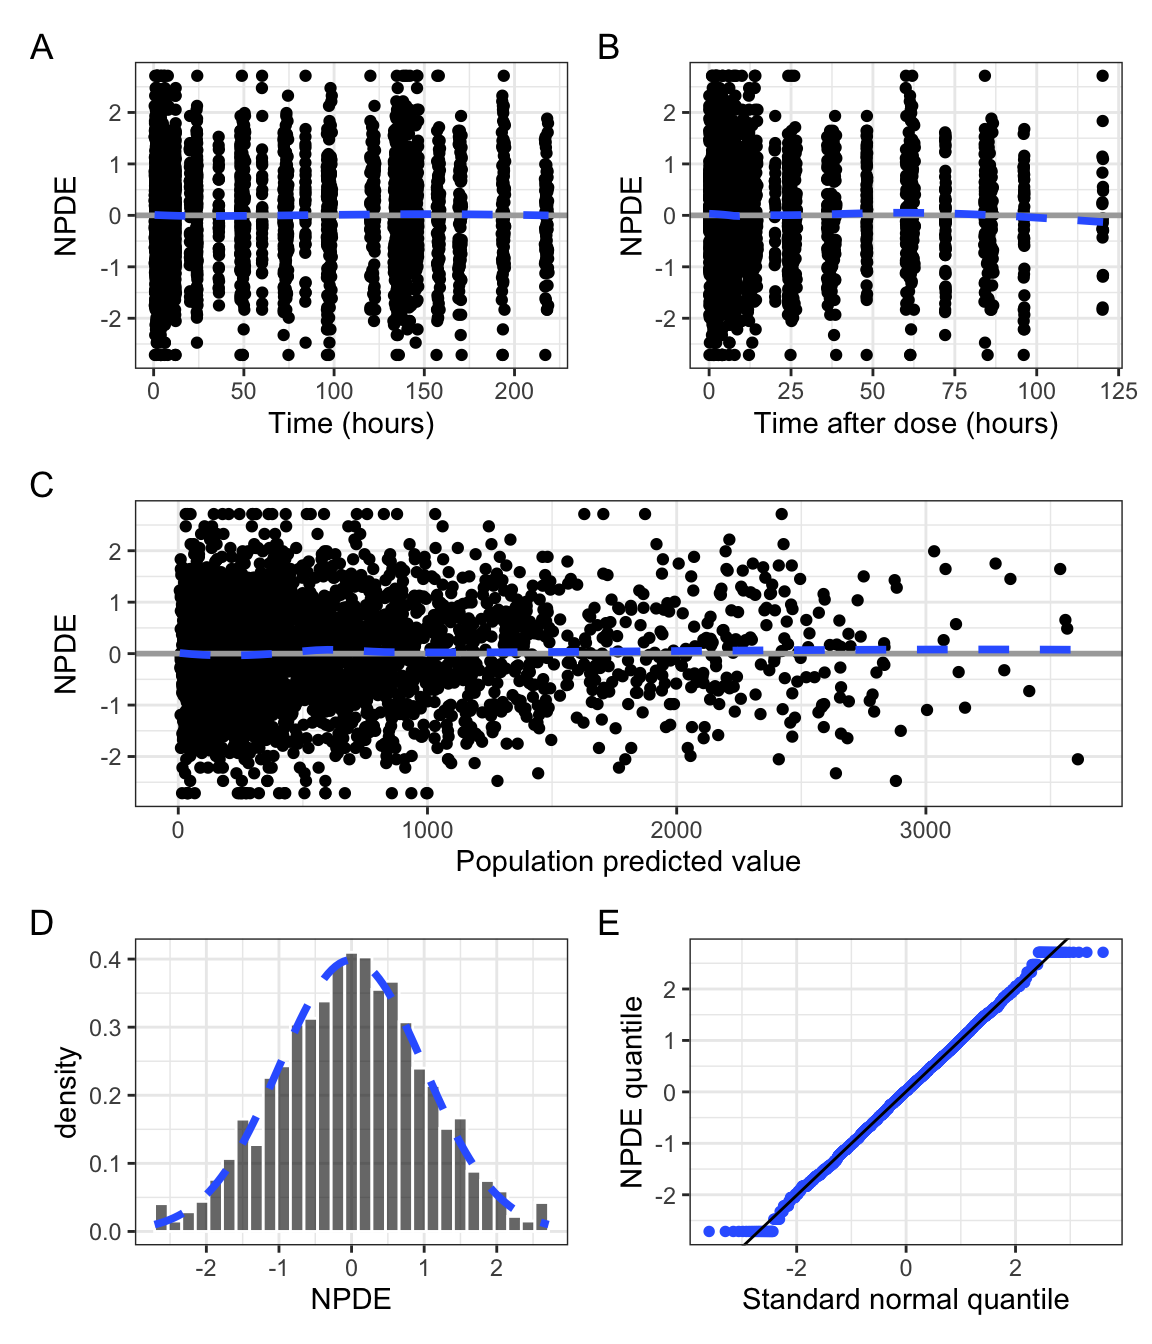 A
NPDE
2
1
0
-1
-2
0 50 100 150 200
Time (hours)
B
NPDE
2
1
0
-1
-2
0 25 50 75 100 125
Time after dose (hours)
C
NPDE
2
1
0
-1
-2
0 1000 2000 3000
Population predicted value
D
density
0.4
0.3
0.2
0.1
0.0
-2 -1 0 1 2
NPDE
E
NPDE quantile
2
1
0
-1
-2
-2 0 2
Standard normal quantile